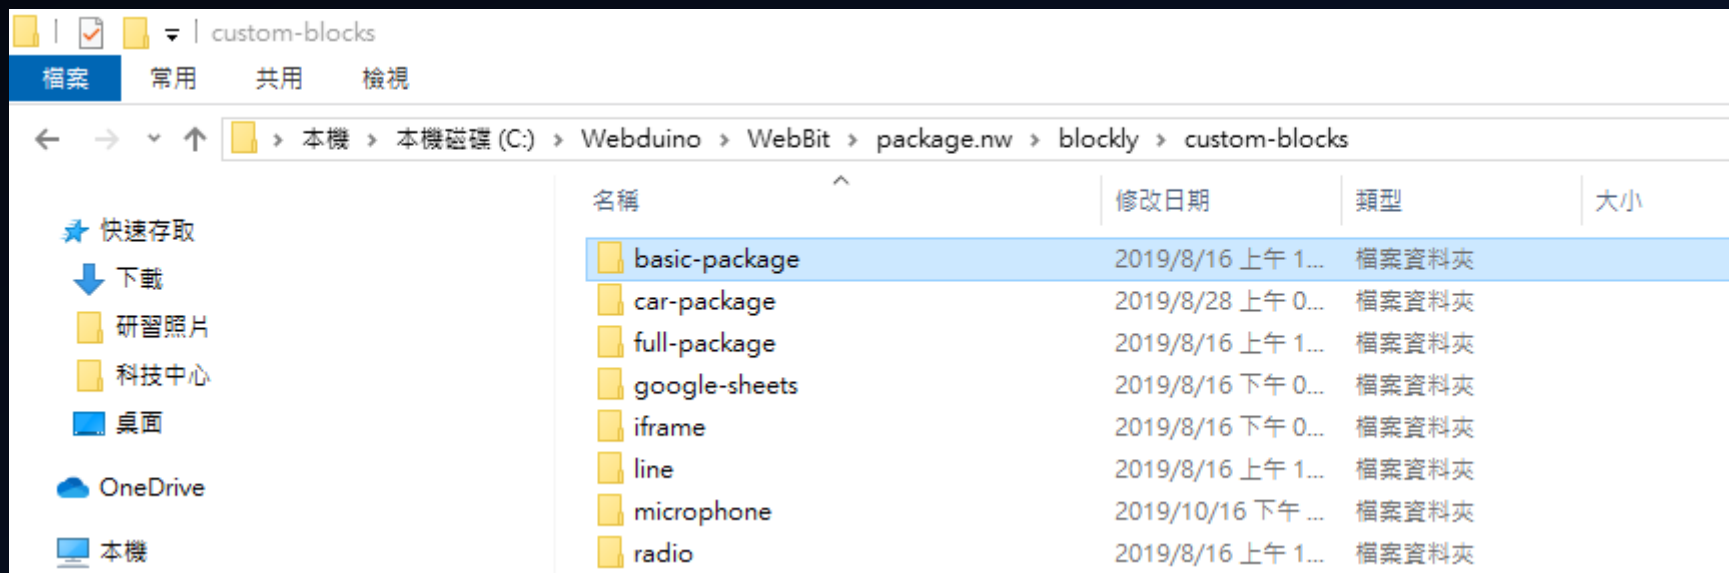 custom-blocks
檔案 常用 共用 檢視
本機 > 本機磁碟 (C:) > Webduino > WebBit > package.nw > blockly > custom-blocks
名稱 修改日期 類型 大小
快速存取
下載
研習照片
科技中心
桌面
OneDrive
本機
basic-package 2019/8/16 上午 1... 檔案資料夾
car-package 2019/8/28 上午 0... 檔案資料夾
full-package 2019/8/16 上午 1... 檔案資料夾
google-sheets 2019/8/16 下午 0... 檔案資料夾
iframe 2019/8/16 下午 0... 檔案資料夾
line 2019/8/16 上午 1... 檔案資料夾
microphone 2019/10/16 下午 ... 檔案資料夾
radio 2019/8/16 上午 1... 檔案資料夾